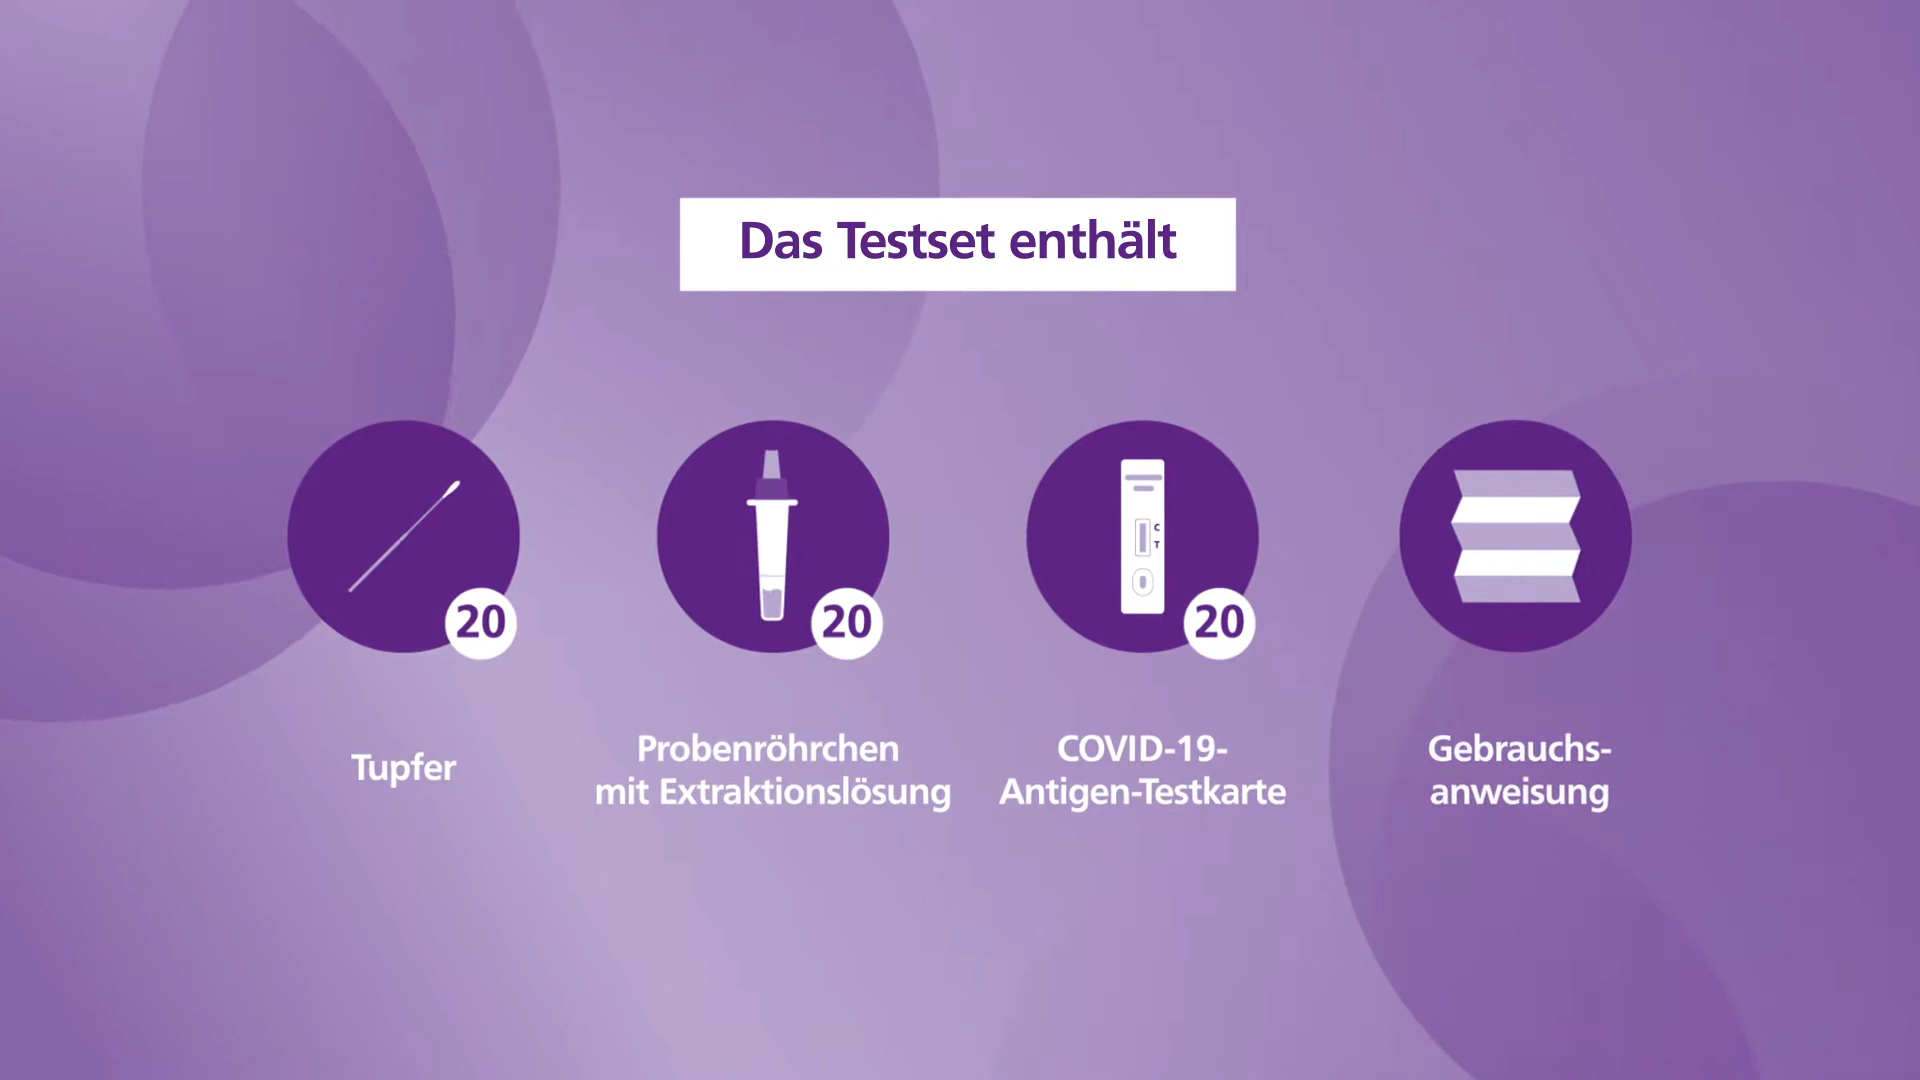 Das Testset enthält
C
T
20
20
20
Tupfer
Probenröhrchen
mit Extraktionslösung
COVID-19-
Antigen-Testkarte
Gebrauchs-
anweisung